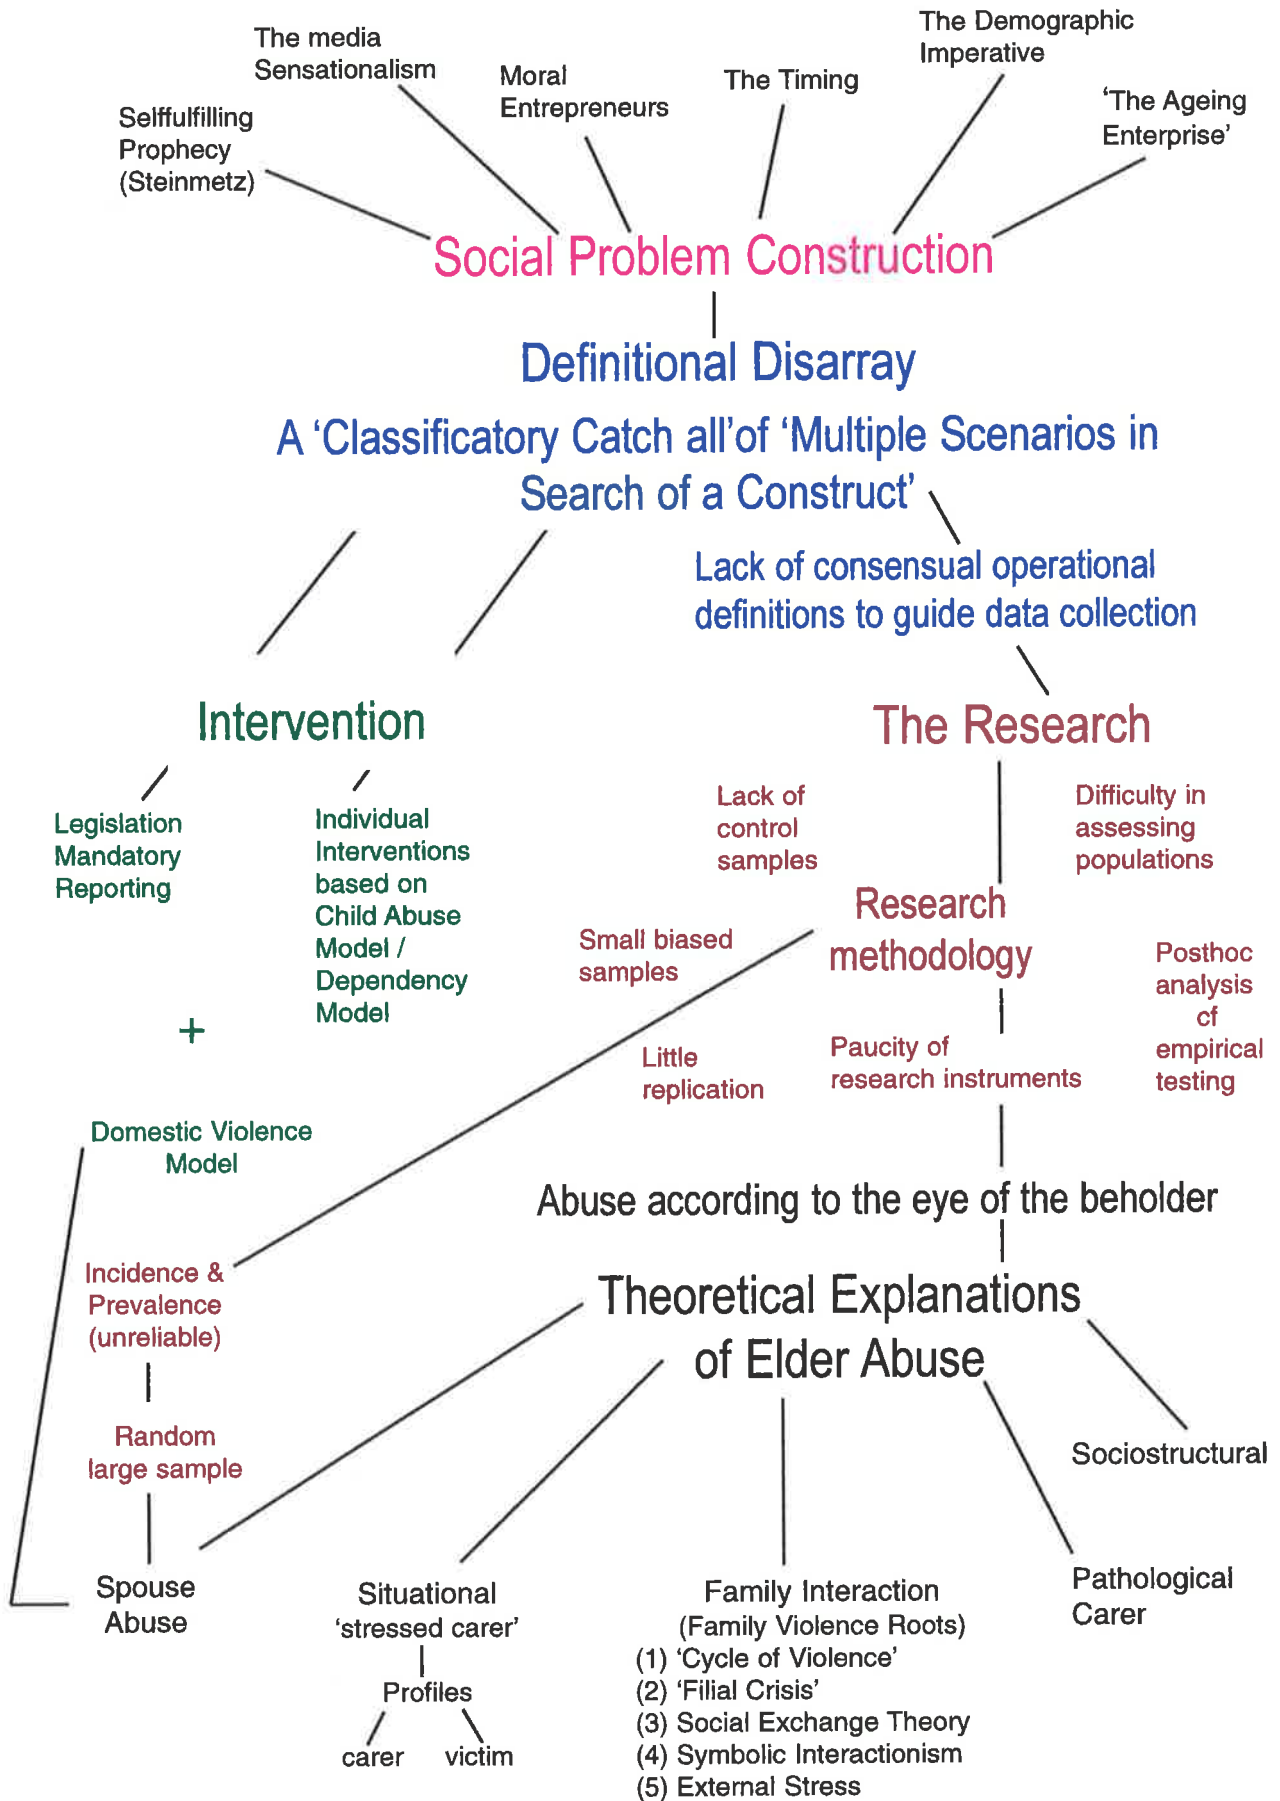 The media
Sensationalism
Moral
Entrepreneurs
The Timing
The Demographic
Imperative
'The Ageing
Enterprise'
Selffulfilling
Prophecy
(Steinmetz)
Social Problem Construction
Definitional Disarray
A 'Classificatory Catch all'of 'Multiple Scenarios in
Search of a Construct'
Lack of consensual operational
definitions to guide data collection
Intervention
Legislation
Mandatory
Reporting
Individual
Interventions
based on
Child Abuse
Model /
Dependency
Model
+
Domestic Violence
Model
The Research
Lack of
control
samples
Difficulty in
assessing
populations
Research
methodology
Small biased
samples
Posthoc
analysis
cf
empirical
testing
Little
replication
Paucity of
research instruments
Abuse according to the eye of the beholder
Incidence &
Prevalence
(unreliable)
Random
large sample
Theoretical Explanations
of Elder Abuse
Spouse
Abuse
Situational
'stressed carer'
Profiles
carer victim
Family Interaction
(Family Violence Roots)
(1) 'Cycle of Violence'
(2) 'Filial Crisis'
(3) Social Exchange Theory
(4) Symbolic Interactionism
(5) External Stress
Pathological
Carer
Sociostructural